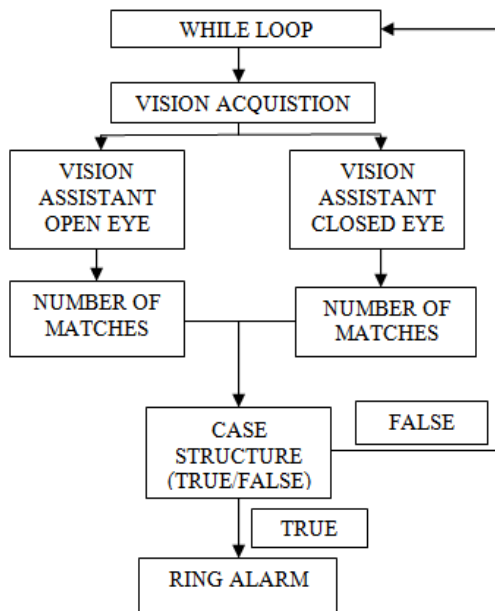 WHILE LOOP
VISION ACQUISTION
VISION
ASSISTANT
OPEN EYE
VISION
ASSISTANT
CLOSED EYE
NUMBER OF
MATCHES
NUMBER OF
MATCHES
CASE
STRUCTURE
(TRUE/FALSE)
FALSE
TRUE
RING ALARM